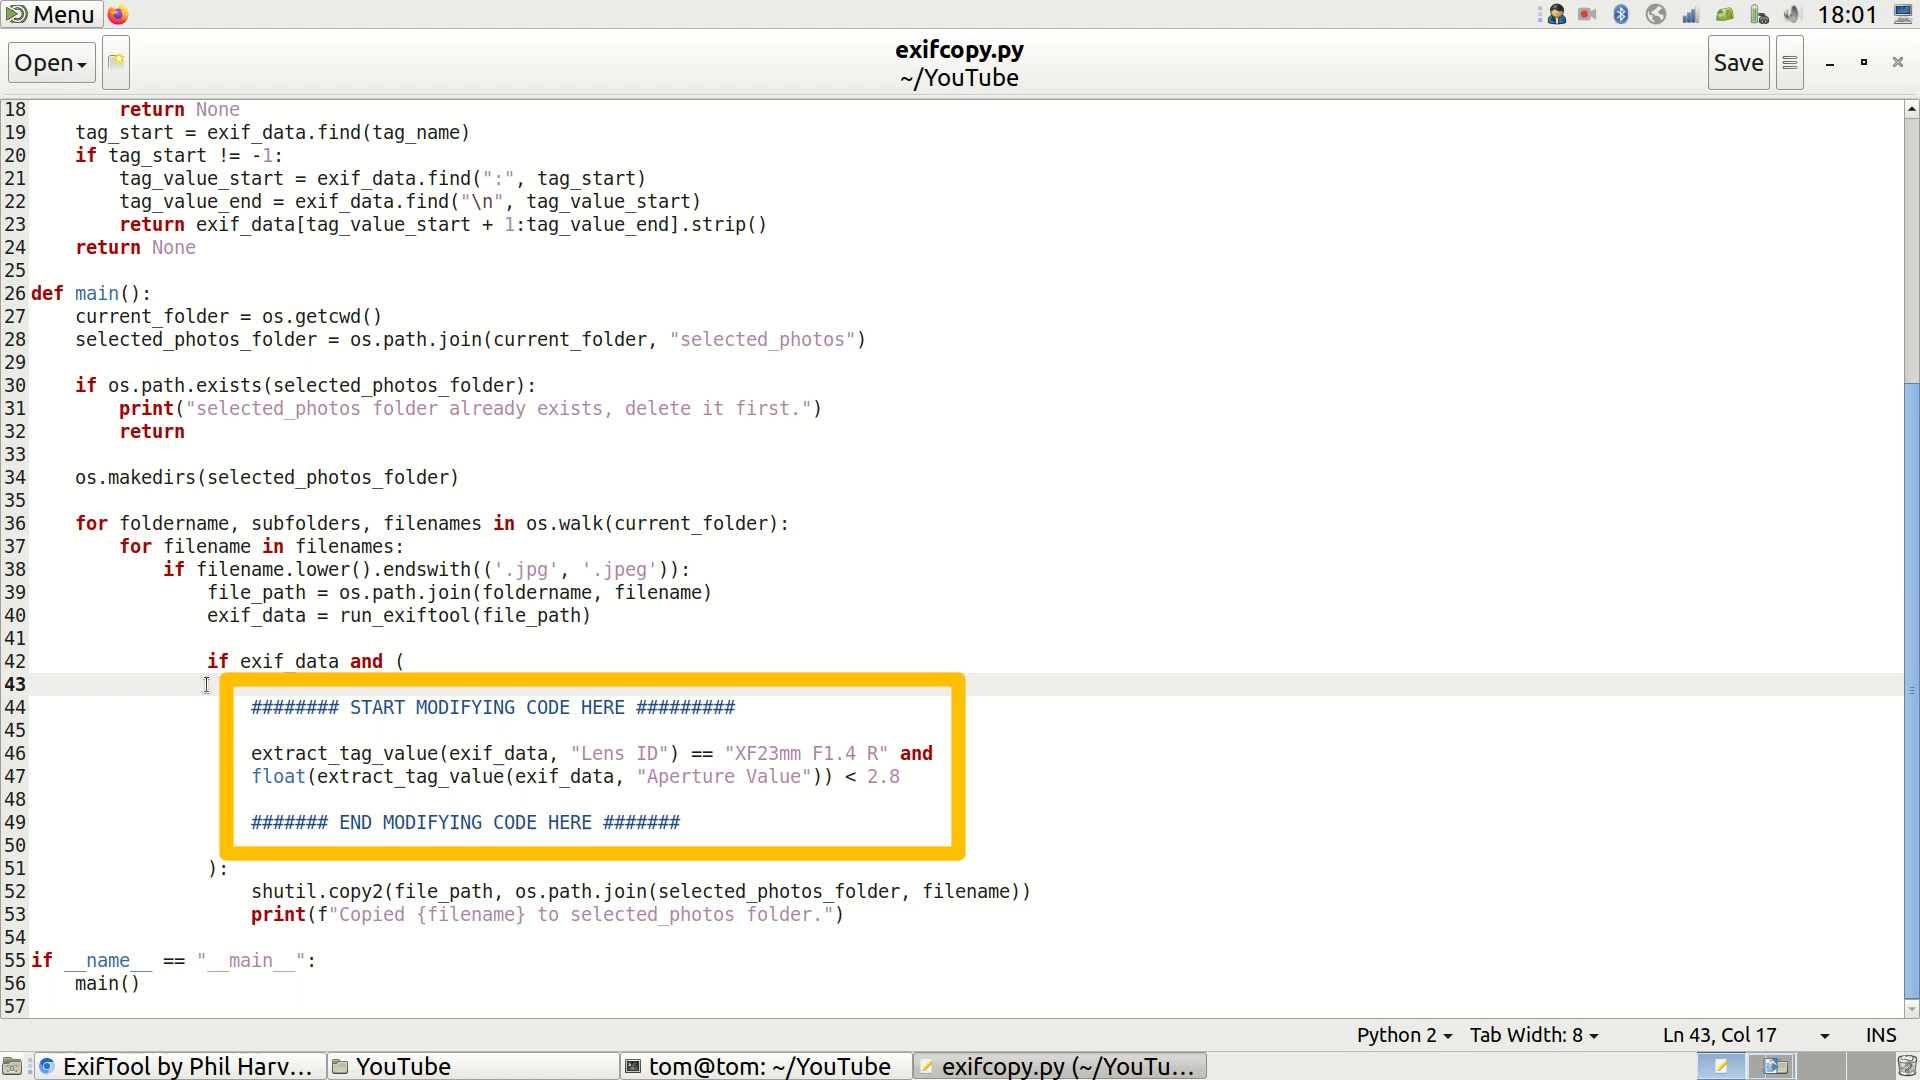 Menu 18:01
Open exifcopy.py Save
~/YouTube
18         return None
19     tag_start = exif_data.find(tag_name)
20     if tag_start != -1:
21         tag_value_start = exif_data.find(":", tag_start)
22         tag_value_end = exif_data.find("\n", tag_value_start)
23         return exif_data[tag_value_start + 1:tag_value_end].strip()
24     return None
25
26 def main():
27     current_folder = os.getcwd()
28     selected_photos_folder = os.path.join(current_folder, "selected_photos")
29
30     if os.path.exists(selected_photos_folder):
31         print("selected_photos folder already exists, delete it first.")
32         return
33
34     os.makedirs(selected_photos_folder)
35
36     for foldername, subfolders, filenames in os.walk(current_folder):
37         for filename in filenames:
38             if filename.lower().endswith(('.jpg', '.jpeg')):
39                 file_path = os.path.join(foldername, filename)
40                 exif_data = run_exiftool(file_path)
41
42                 if exif_data and (
43
44                     ######## START MODIFYING CODE HERE #########
45
46                     extract_tag_value(exif_data, "Lens ID") == "XF23mm F1.4 R" and
47                     float(extract_tag_value(exif_data, "Aperture Value")) < 2.8
48
49                     ####### END MODIFYING CODE HERE #######
50
51                 ):
52                     shutil.copy2(file_path, os.path.join(selected_photos_folder, filename))
53                     print(f"Copied {filename} to selected_photos folder.")
54
55 if __name__ == "__main__":
56     main()
57
Python 2 Tab Width: 8 Ln 43, Col 17 INS
ExifTool by Phil Harv... YouTube tom@tom: ~/YouTube exifcopy.py (~/YouTu...